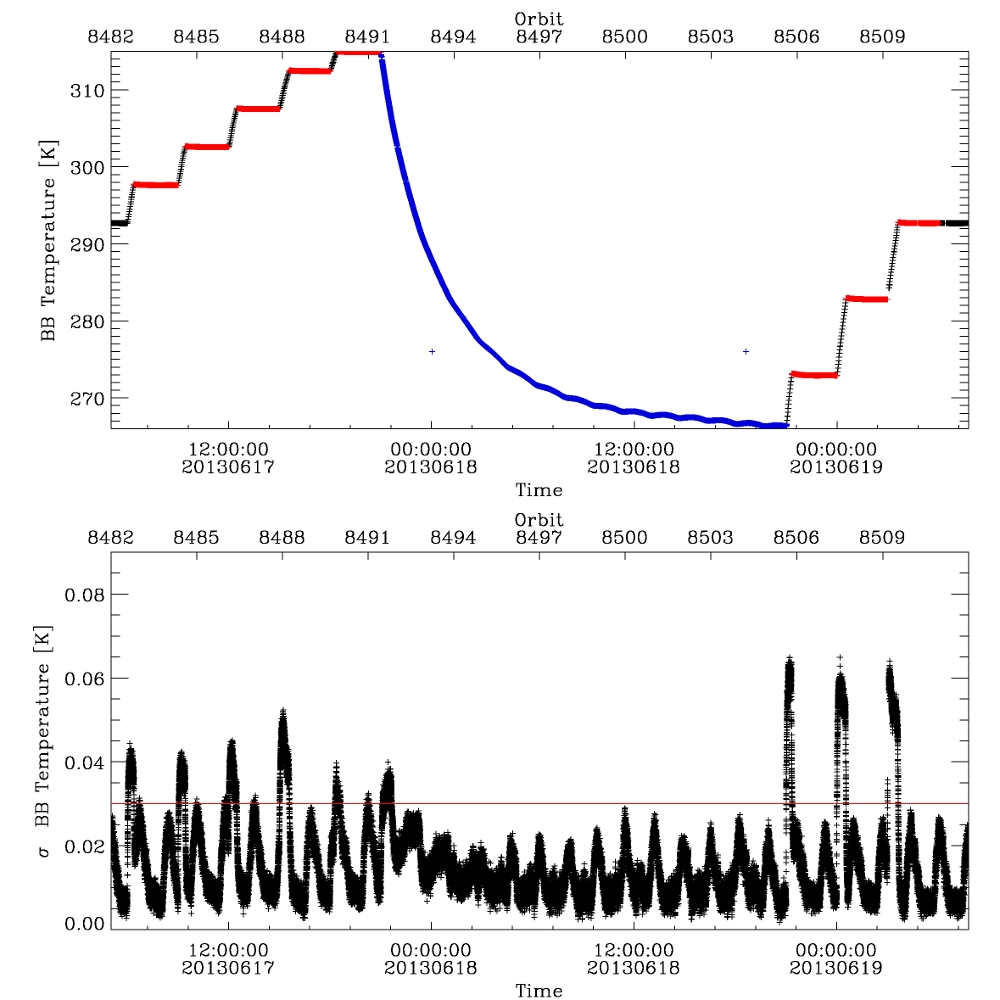 Orbit
8482 8485 8488 8491 8494 8497 8500 8503 8506 8509
310
300
290
280
270
BB Temperature [K]
12:00:00 00:00:00 12:00:00 00:00:00
20130617 20130618 20130618 20130619
Time
Orbit
8482 8485 8488 8491 8494 8497 8500 8503 8506 8509
0.08
0.06
0.04
0.02
0.00
σ BB Temperature [K]
12:00:00 00:00:00 12:00:00 00:00:00
20130617 20130618 20130618 20130619
Time